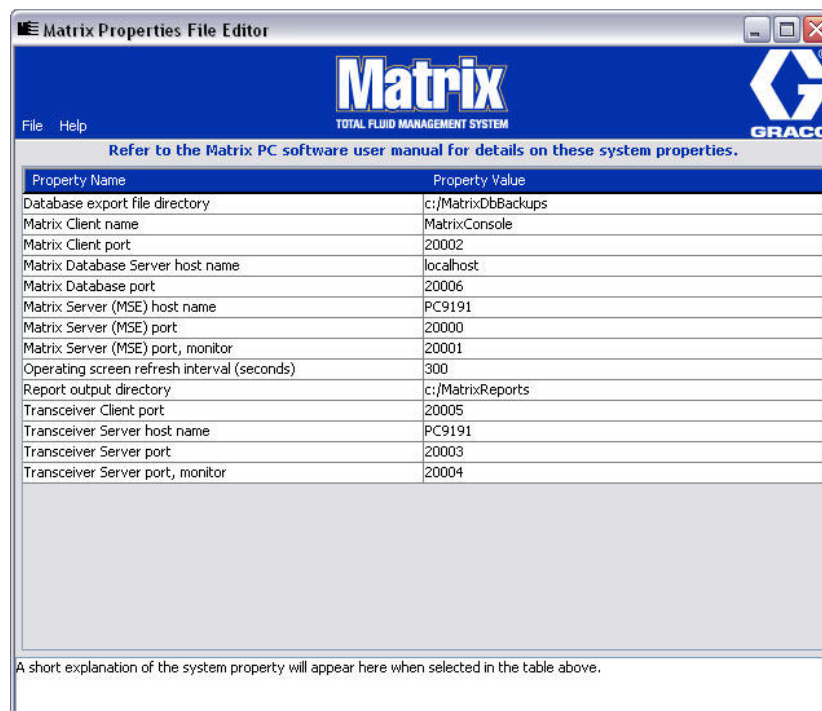 Matrix Properties File Editor
Matrix
TOTAL FLUID MANAGEMENT SYSTEM
File Help
GRACO
Refer to the Matrix PC software user manual for details on these system properties.
Property Name Property Value
Database export file directory c:/MatrixDbBackups
Matrix Client name MatrixConsole
Matrix Client port 20002
Matrix Database Server host name localhost
Matrix Database port 20006
Matrix Server (MSE) host name PC9191
Matrix Server (MSE) port 20000
Matrix Server (MSE) port, monitor 20001
Operating screen refresh interval (seconds) 300
Report output directory c:/MatrixReports
Transceiver Client port 20005
Transceiver Server host name PC9191
Transceiver Server port 20003
Transceiver Server port, monitor 20004
A short explanation of the system property will appear here when selected in the table above.